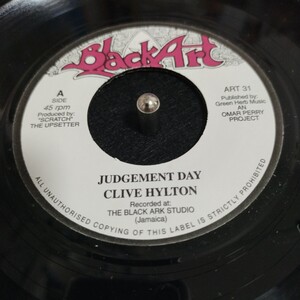 Black Art
A
SIDE
45 rpm
Produced by:
"SCRATCH"
THE UPSETTER
ART 31
Published by:
Green Herb Music
AN
OMAR PERRY
PROJECT
JUDGEMENT DAY
CLIVE HYLTON
Recorded at:
THE BLACK ARK STUDIO
(Jamaica)
ALL UNAUTHORISED COPYING OF THIS LABEL IS STRICTLY PROHIBITED